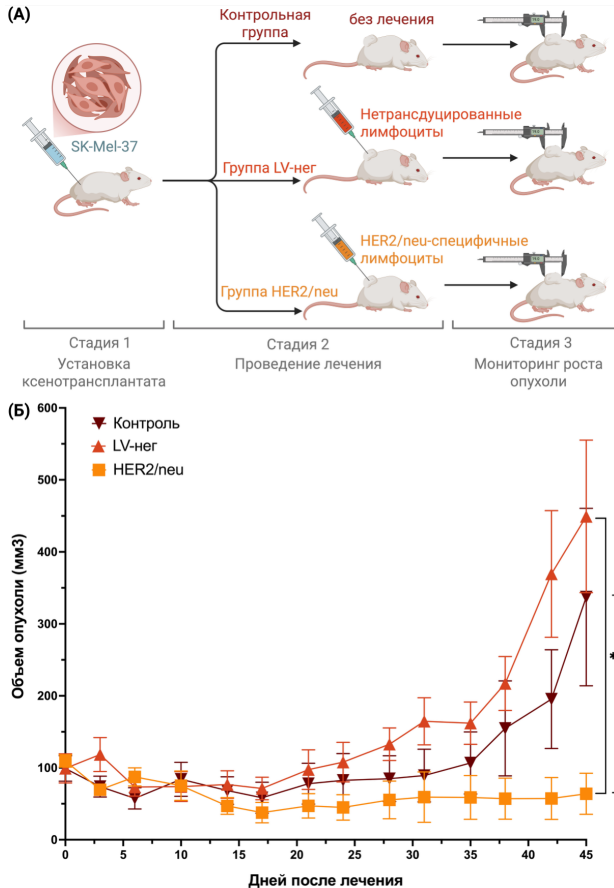 (А)
Контрольная
группа
без лечения
SK-Mel-37
Нетрансдуцированные
лимфоциты
Группа LV-нег
HER2/neu-специфичные
лимфоциты
Группа HER2/neu
Стадия 1
Установка
ксенотрансплантата
Стадия 2
Проведение лечения
Стадия 3
Мониторинг роста
опухоли
(Б)
Контроль
LV-нег
HER2/neu
Объем опухоли (мм3)
600
500
400
300
200
100
0
*
0
5
10
15
20
25
30
35
40
45
Дней после лечения